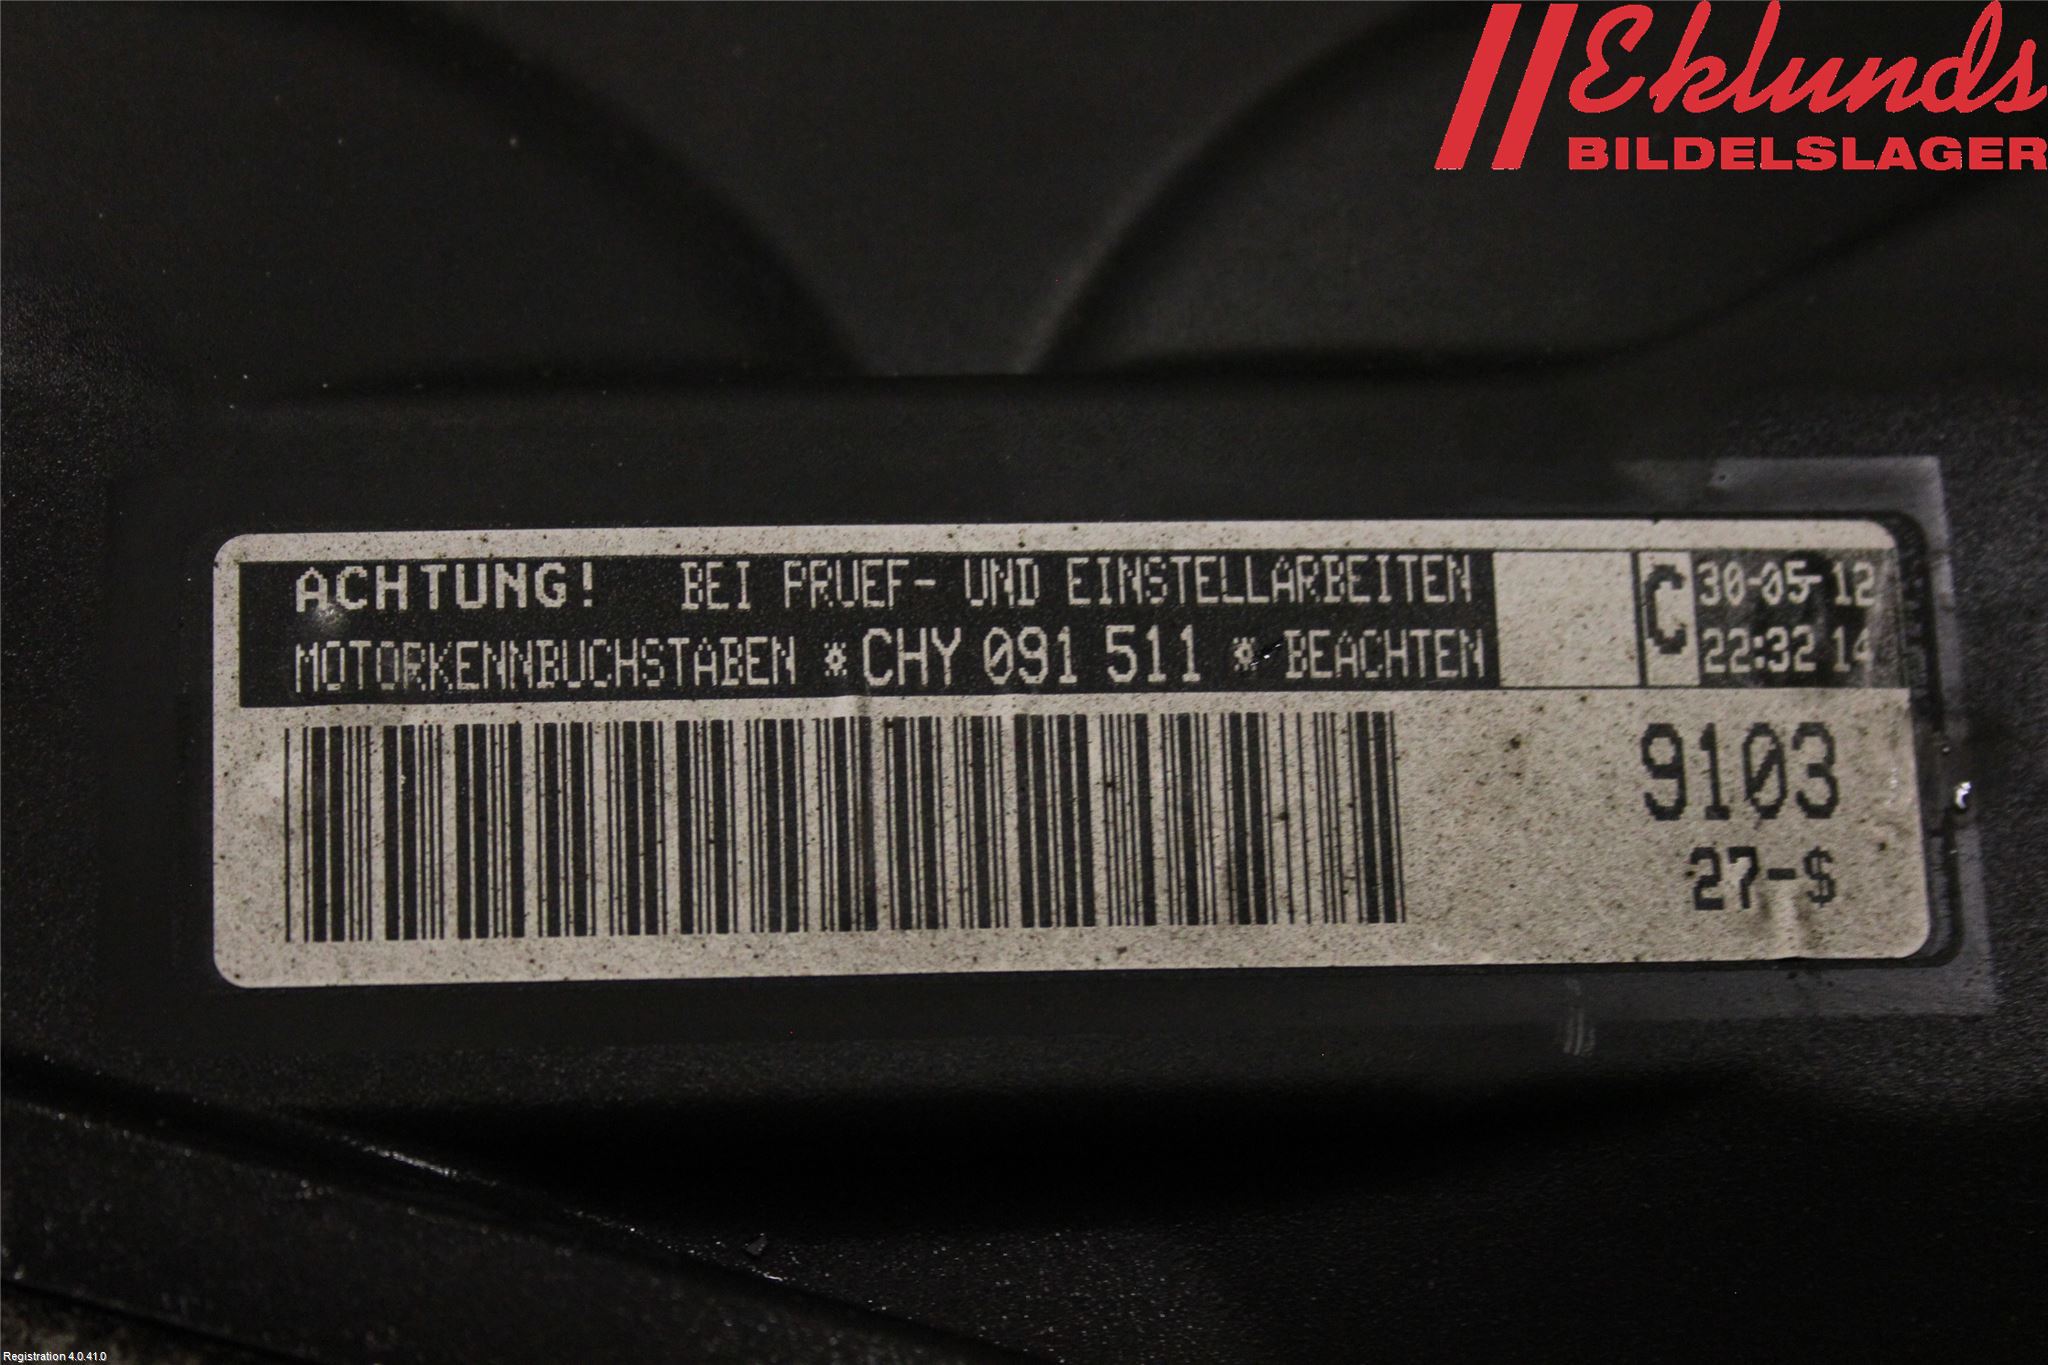 Eklunds
BILDELSLAGER
ACHTUNG! BEI PRUEF- UND EINSTELLARBEITEN
MOTORKENNBUCHSTABEN *CHY 091 511 * BEACHTEN
C
30-05-12
22:32 14
9103
27-$
Registration 4.0.41.0